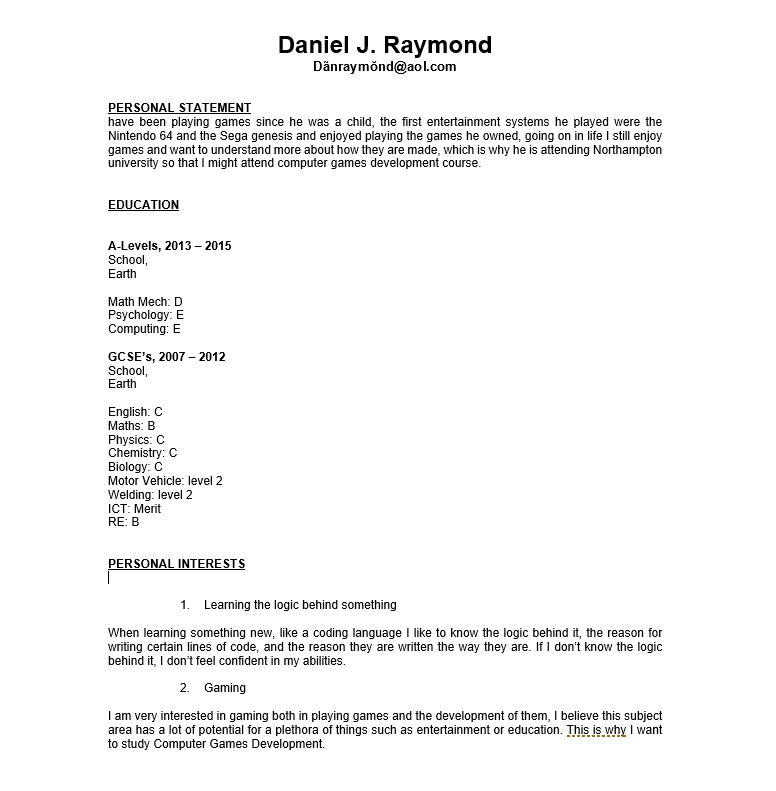 Daniel J. Raymond
Dänraymŏnd@aol.com
PERSONAL STATEMENT
have been playing games since he was a child, the first entertainment systems he played were the
Nintendo 64 and the Sega genesis and enjoyed playing the games he owned, going on in life I still enjoy
games and want to understand more about how they are made, which is why he is attending Northampton
university so that I might attend computer games development course.
EDUCATION
A-Levels, 2013 – 2015
School,
Earth
Math Mech: D
Psychology: E
Computing: E
GCSE’s, 2007 – 2012
School,
Earth
English: C
Maths: B
Physics: C
Chemistry: C
Biology: C
Motor Vehicle: level 2
Welding: level 2
ICT: Merit
RE: B
PERSONAL INTERESTS
1. Learning the logic behind something
When learning something new, like a coding language I like to know the logic behind it, the reason for
writing certain lines of code, and the reason they are written the way they are. If I don’t know the logic
behind it, I don’t feel confident in my abilities.
2. Gaming
I am very interested in gaming both in playing games and the development of them, I believe this subject
area has a lot of potential for a plethora of things such as entertainment or education. This is why I want
to study Computer Games Development.